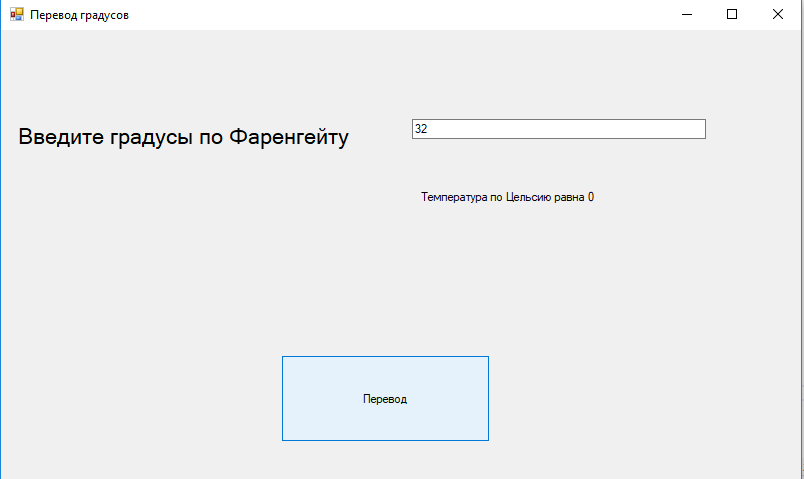 Перевод градусов
Введите градусы по Фаренгейту
32
Температура по Цельсию равна 0
Перевод